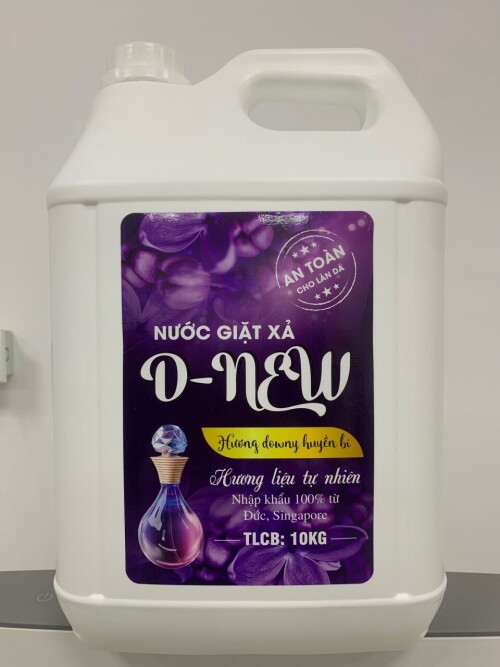 AN TOÀN
CHO LÀN DA
NƯỚC GIẶT XẢ
D-NEW
Hương downy huyền bí
Hương liệu tự nhiên
Nhập khẩu 100% từ
Đức, Singapore
TLCB: 10KG